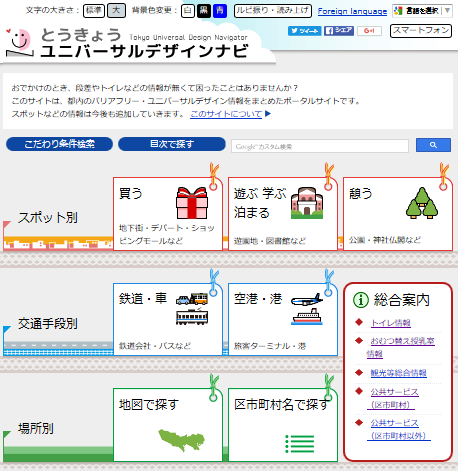 文字の大きさ： 標準 大 背景色変更： 白 黒 青 ルビ振り・読み上げ Foreign language 言語を選択 ▼
とうきょう Tokyo Universal Design Navigator
ユニバーサルデザインナビ
ツイート シェア G+1 スマートフォン
おでかけのとき、段差やトイレなどの情報が無くて困ったことはありませんか？
このサイトは、都内のバリアフリー・ユニバーサルデザイン情報をまとめたポータルサイトです。
スポットなどの情報は今後も追加していきます。 このサイトについて ▶
こだわり条件検索 目次で探す Google カスタム検索
スポット別
買う
地下街・デパート・ショッ
ピングモールなど
遊ぶ 学ぶ
泊まる
遊園地・図書館など
憩う
公園・神社仏閣など
交通手段別
鉄道・車
鉄道会社・バスなど
空港・港
旅客ターミナル・港
総合案内
トイレ情報
おむつ替え授乳室
情報
観光等総合情報
公共サービス
（区市町村）
公共サービス
（区市町村以外）
場所別
地図で探す
区市町村名で探す